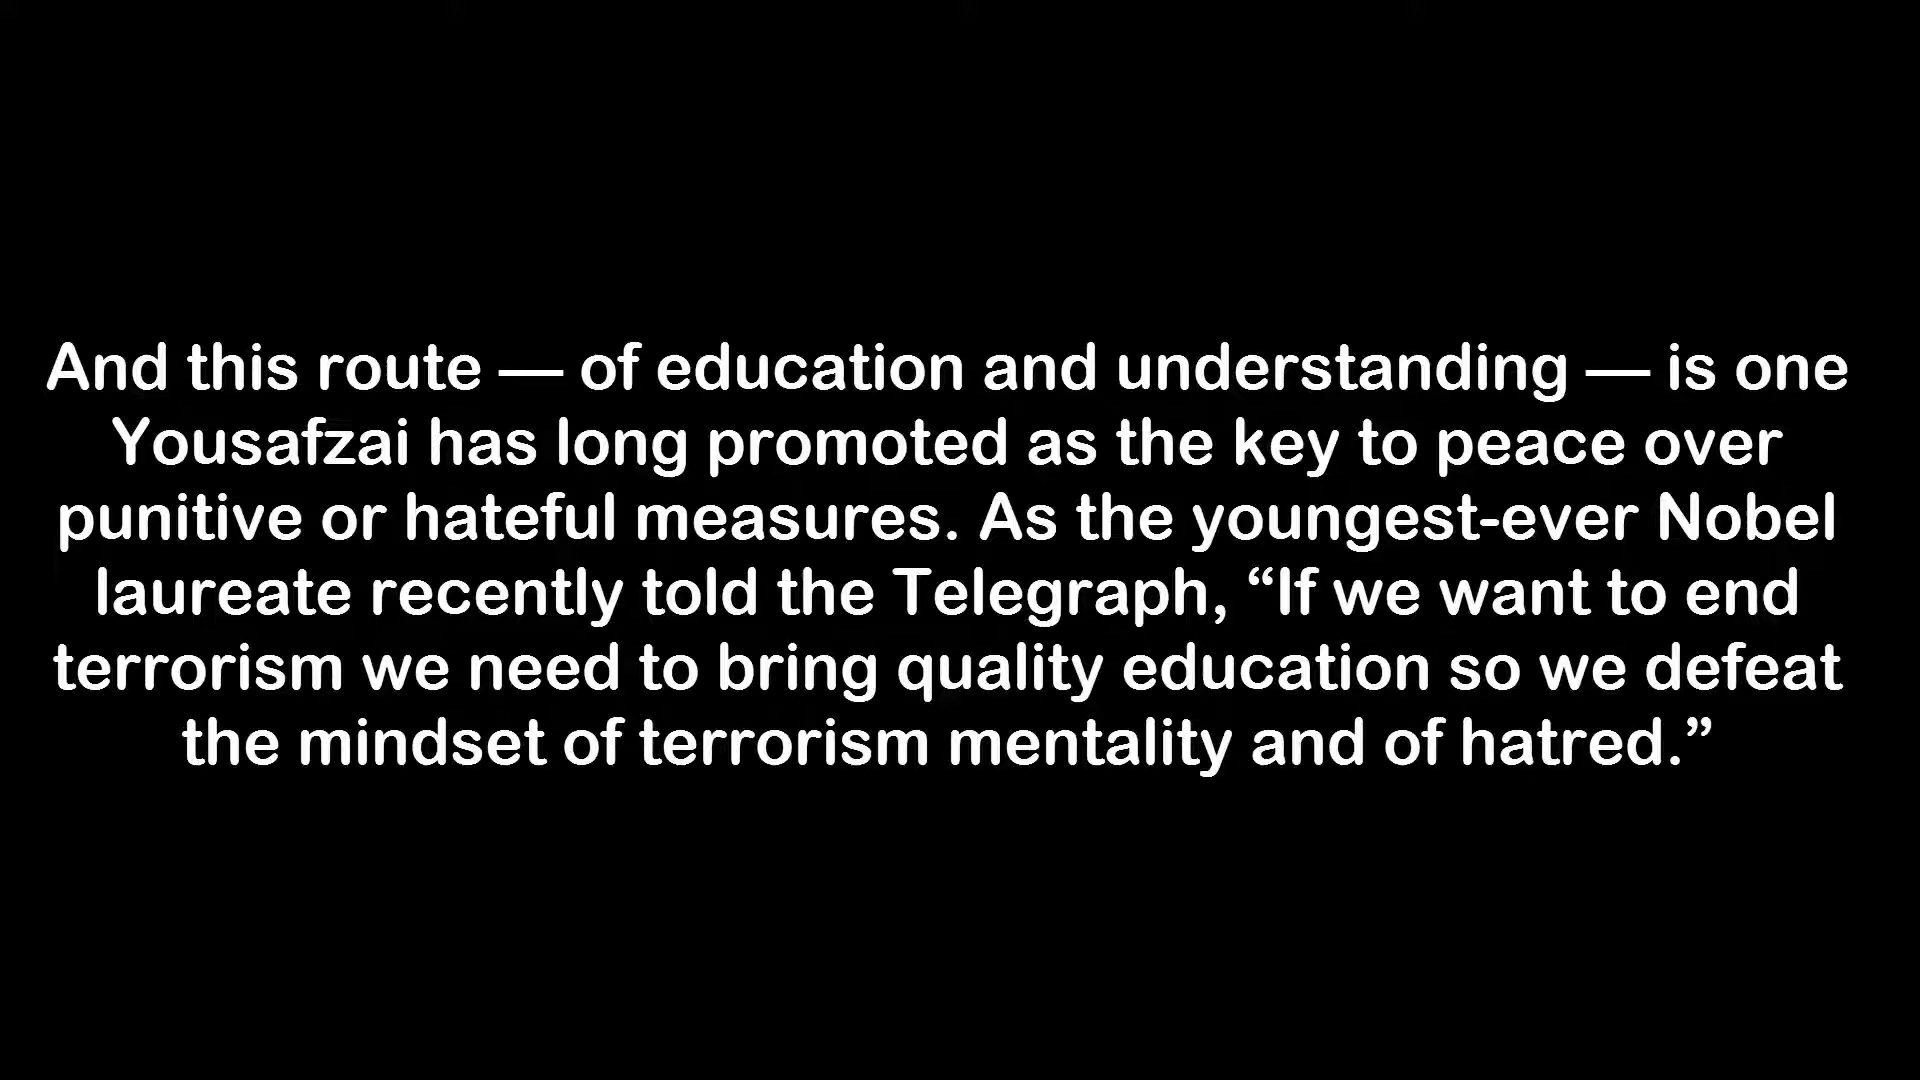 And this route — of education and understanding — is one
Yousafzai has long promoted as the key to peace over
punitive or hateful measures. As the youngest-ever Nobel
laureate recently told the Telegraph, “If we want to end
terrorism we need to bring quality education so we defeat
the mindset of terrorism mentality and of hatred.”